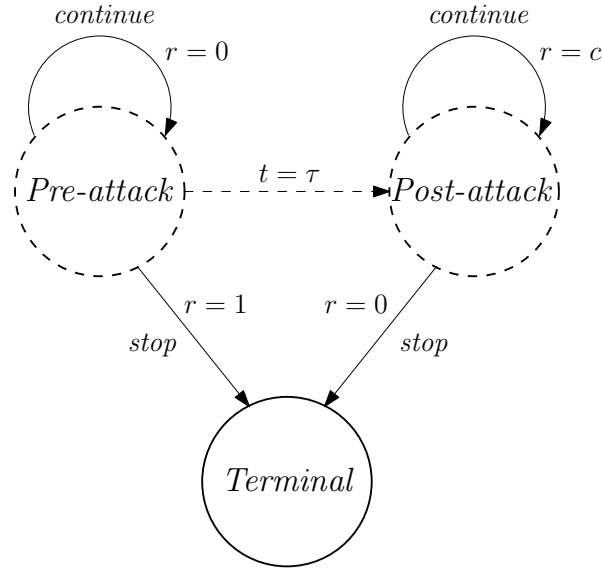 continue
continue
r = 0
r = c
Pre-attack
t = τ
Post-attack
r = 1
r = 0
stop
stop
Terminal